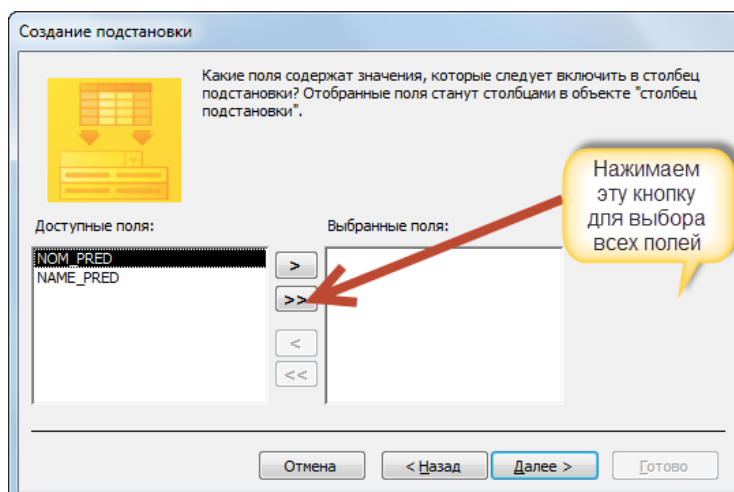 Создание подстановки
Какие поля содержат значения, которые следует включить в столбец
подстановки? Отобранные поля станут столбцами в объекте "столбец
подстановки".
Нажимаем
эту кнопку
для выбора
всех полей
Доступные поля:
Выбранные поля:
NOM_PRED
NAME_PRED
>
>>
<
<<
Отмена
< Назад
Далее >
Готово